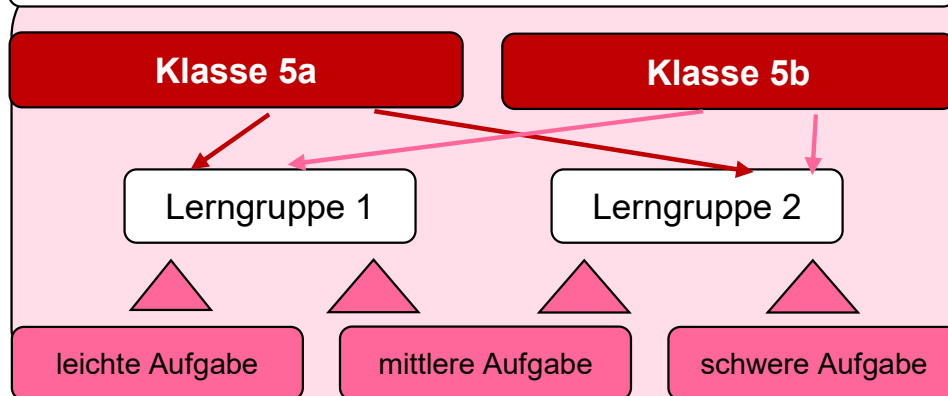 Klasse 5a
Klasse 5b
Lerngruppe 1
Lerngruppe 2
leichte Aufgabe
mittlere Aufgabe
schwere Aufgabe